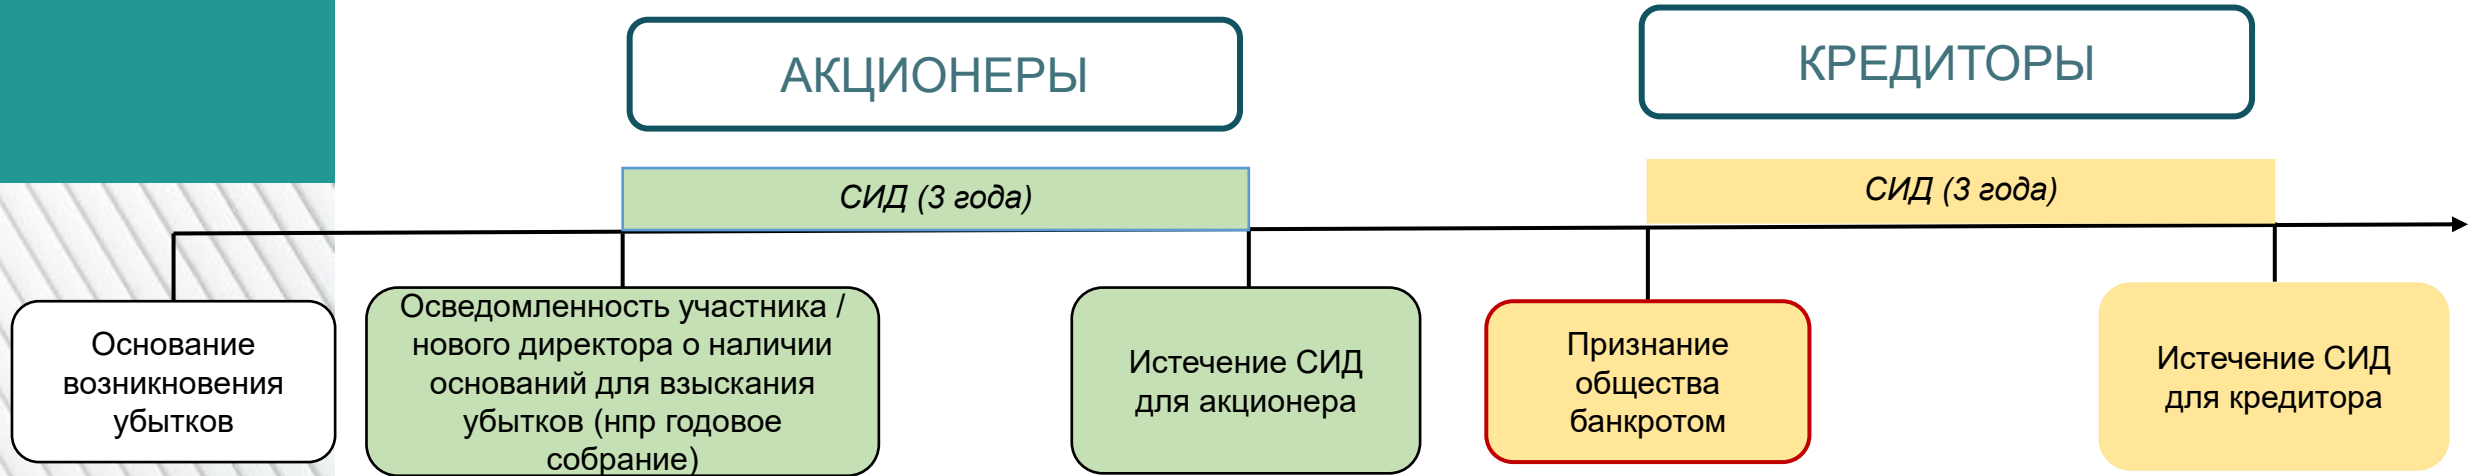 АКЦИОНЕРЫ
КРЕДИТОРЫ
СИД (3 года)
СИД (3 года)
Основание
возникновения
убытков
Осведомленность участника /
нового директора о наличии
оснований для взыскания
убытков (нпр годовое
собрание)
Истечение СИД
для акционера
Признание
общества
банкротом
Истечение СИД
для кредитора